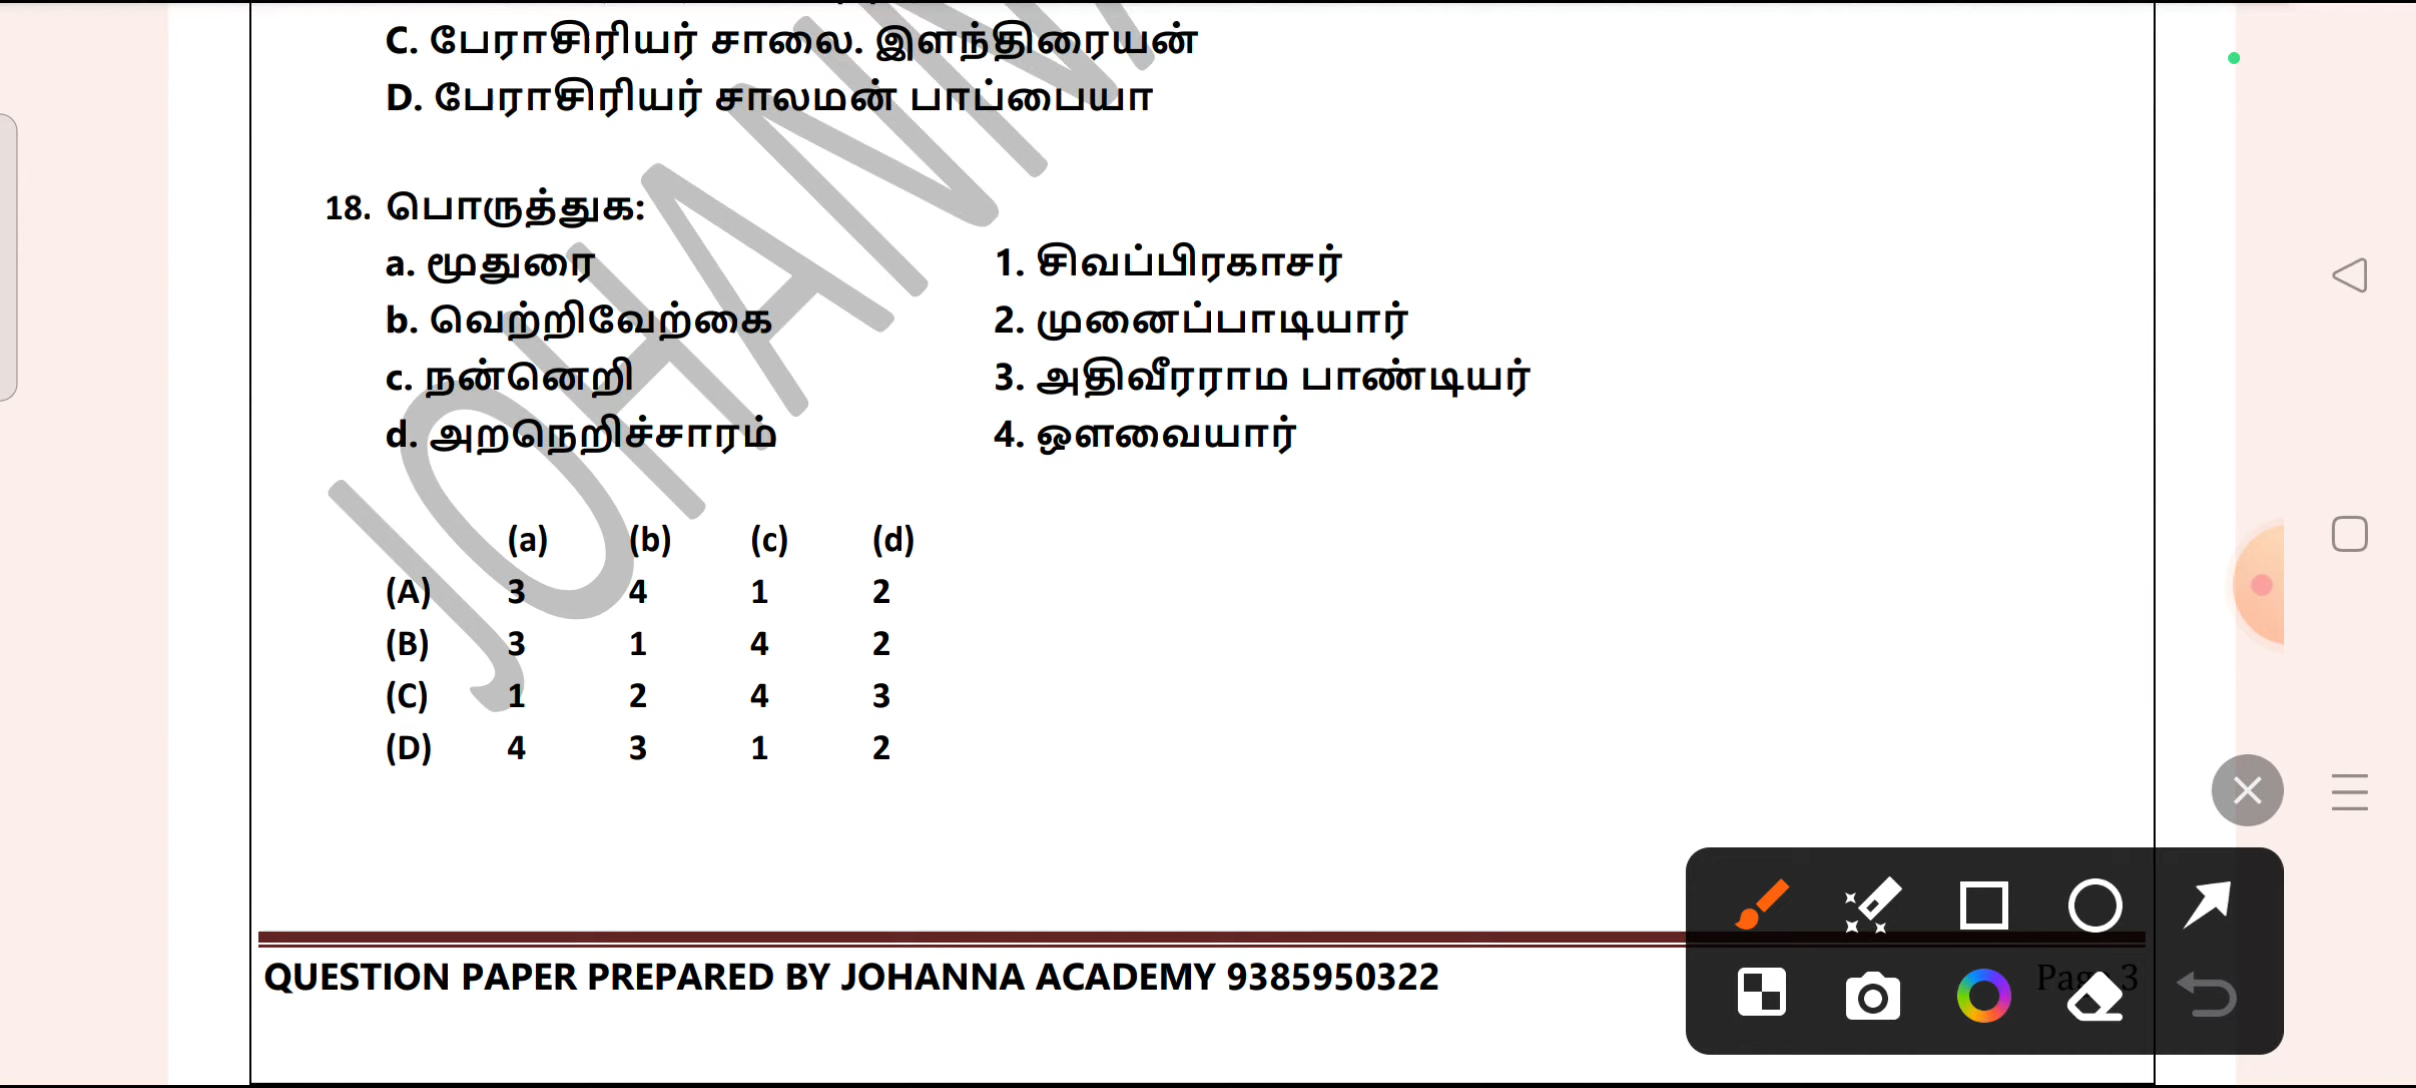 C. பேராசிரியர் சாலை. இளந்திரையன்
D. பேராசிரியர் சாலமன் பாப்பையா
18. பொருத்துக:
a. மூதுரை 1. சிவப்பிரகாசர்
b. வெற்றிவேற்கை 2. முனைப்பாடியார்
c. நன்னெறி 3. அதிவீரராம பாண்டியர்
d. அறநெறிச்சாரம் 4. ஔவையார்
(a) (b) (c) (d)
(A) 3 4 1 2
(B) 3 1 4 2
(C) 1 2 4 3
(D) 4 3 1 2
JOHANNA
QUESTION PAPER PREPARED BY JOHANNA ACADEMY 9385950322